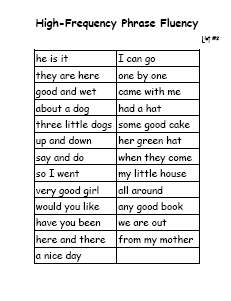 High-Frequency Phrase Fluency
List #2
he is it
they are here
good and wet
about a dog
three little dogs
up and down
say and do
so I went
very good girl
would you like
have you been
here and there
a nice day
I can go
one by one
came with me
had a hat
some good cake
her green hat
when they come
my little house
all around
any good book
we are out
from my mother